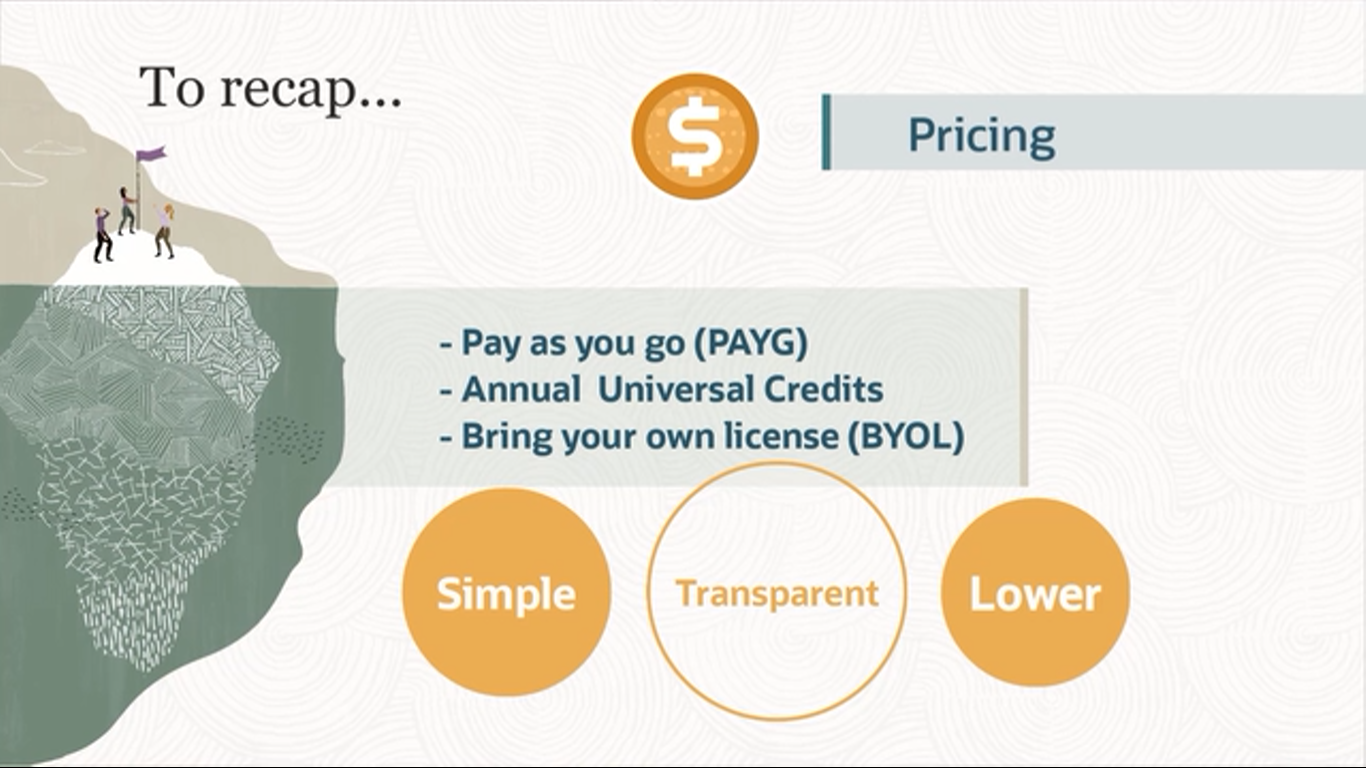 To recap...
$
Pricing
- Pay as you go (PAYG)
- Annual  Universal Credits
- Bring your own license (BYOL)
Simple
Transparent
Lower